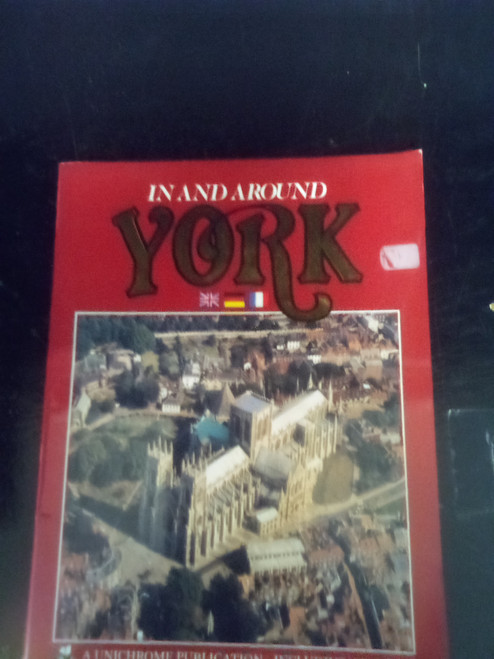 IN AND AROUND
YORK
A UNICHROME PUBLICATION